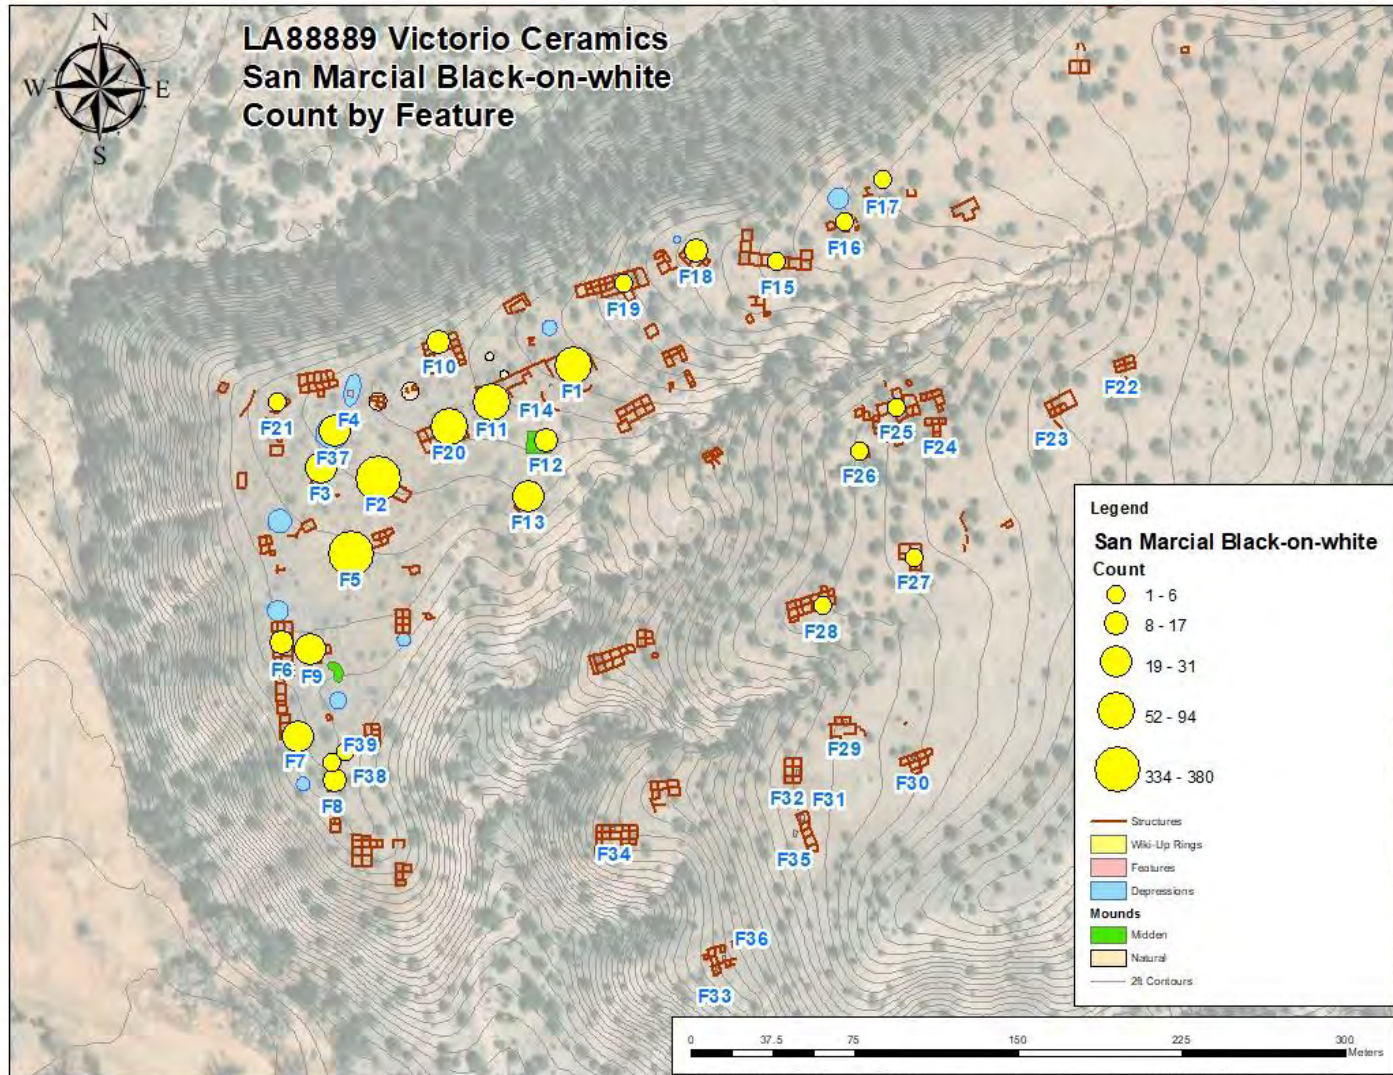 N
W
E
S
LA88889 Victorio Ceramics
San Marcial Black-on-white
Count by Feature
F17
F16
F18
F15
F19
F10
F1
F22
F21
F4
F14
F11
F20
F37
F12
F25
F24
F23
F26
F3
F2
F13
F5
F27
F28
F6
F9
F39
F7
F38
F8
F29
F30
F32
F31
F34
F35
F36
F33
Legend
San Marcial Black-on-white
Count
1 - 6
8 - 17
19 - 31
52 - 94
334 - 380
Structures
Wiki-Up Rings
Features
Depressions
Mounds
Midden
Natural
2ft Contours
0 37.5 75 150 225 300
Meters